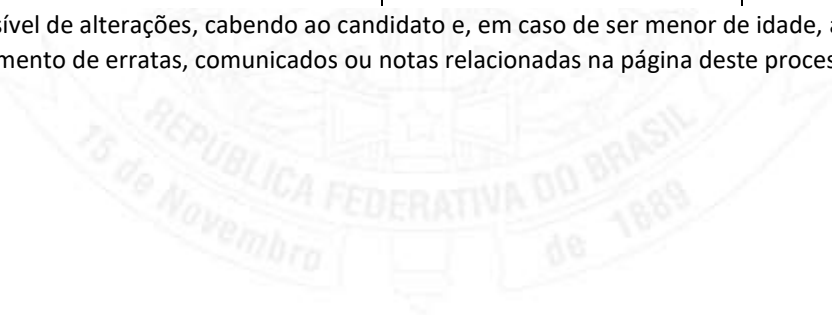 sível de alterações, cabendo ao candidato e, em caso de ser menor de idade, a
mento de erratas, comunicados ou notas relacionadas na página deste proces
REPÚBLICA FEDERATIVA DO BRASIL
15 de Novembro de 1889